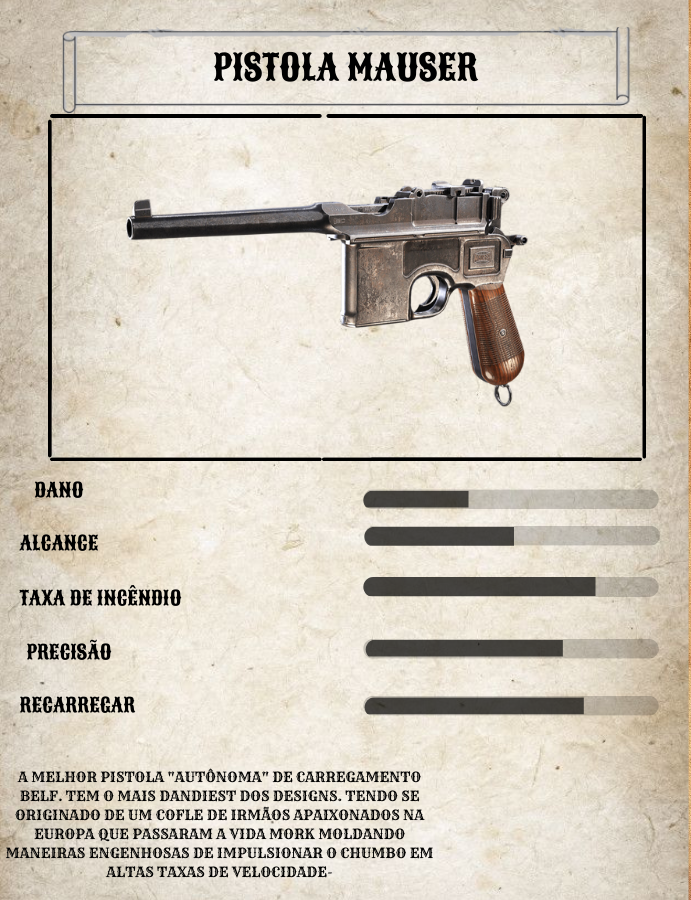 PISTOLA MAUSER
DANO
ALCANCE
TAXA DE INCÊNDIO
PRECISÃO
RECARREGAR
A MELHOR PISTOLA "AUTÔNOMA" DE CARREGAMENTO
BELF. TEM O MAIS DANDIEST DOS DESIGNS. TENDO SE
ORIGINADO DE UM COFLE DE IRMÃOS APAIXONADOS NA
EUROPA QUE PASSARAM A VIDA MORK MOLDANDO
MANEIRAS ENGENHOSAS DE IMPULSIONAR O CHUMBO EM
ALTAS TAXAS DE VELOCIDADE-